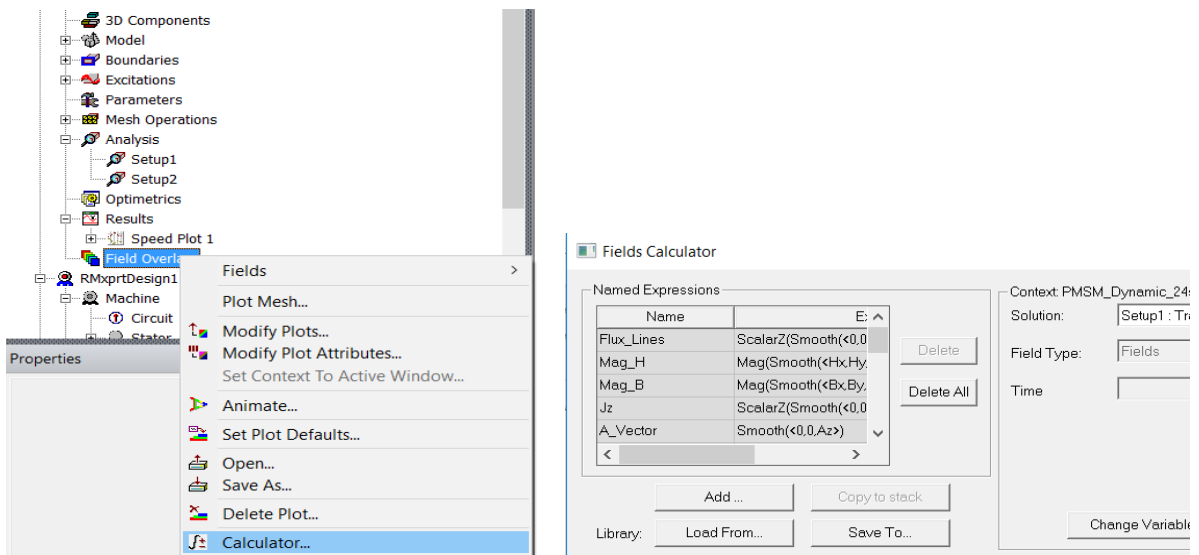 3D Components
Model
Boundaries
Excitations
Parameters
Mesh Operations
Analysis
Setup1
Setup2
Optimetrics
Results
Speed Plot 1
Field Overla
RMxprtDesign1
Machine
Circuit
Stator
Properties
Fields
Plot Mesh...
Modify Plots...
Modify Plot Attributes...
Set Context To Active Window...
Animate...
Set Plot Defaults...
Open...
Save As...
Delete Plot...
Calculator...
Fields Calculator
Named Expressions
Name E:
Flux_Lines ScalarZ(Smooth(<0,0
Mag_H Mag(Smooth(<Hx,Hy,
Mag_B Mag(Smooth(<Bx,By,
Jz ScalarZ(Smooth(<0,0
A_Vector Smooth(<0,0,Az>)
Delete
Delete All
Add ... Copy to stack
Library: Load From... Save To...
Context: PMSM_Dynamic_24s
Solution: Setup1 : Tra
Field Type: Fields
Time
Change Variable